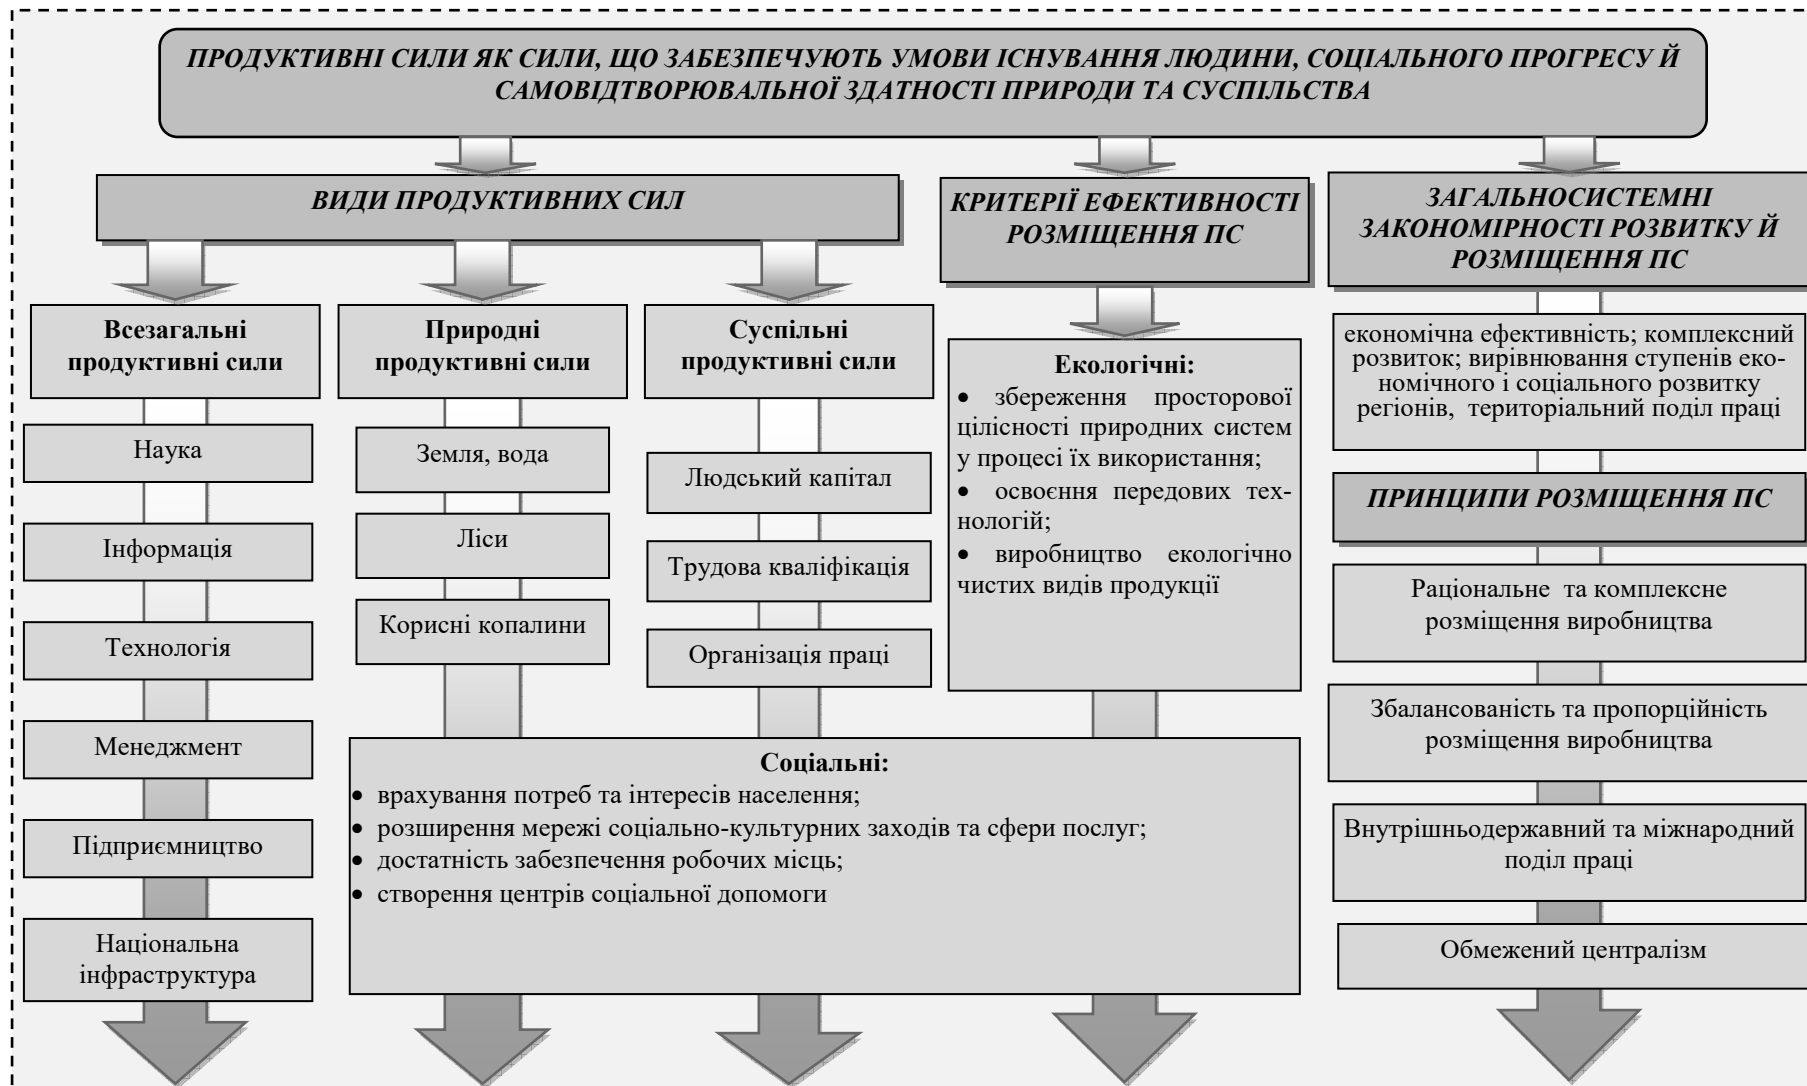 ПРОДУКТИВНІ СИЛИ ЯК СИЛИ, ЩО ЗАБЕЗПЕЧУЮТЬ УМОВИ ІСНУВАННЯ ЛЮДИНИ, СОЦІАЛЬНОГО ПРОГРЕСУ Й
САМОВІДТВОРЮВАЛЬНОЇ ЗДАТНОСТІ ПРИРОДИ ТА СУСПІЛЬСТВА
ВИДИ ПРОДУКТИВНИХ СИЛ
Всезагальні
продуктивні сили
Наука
Інформація
Технологія
Менеджмент
Підприємництво
Національна
інфраструктура
Природні
продуктивні сили
Земля, вода
Ліси
Корисні копалини
Суспільні
продуктивні сили
Людський капітал
Трудова кваліфікація
Організація праці
КРИТЕРІЇ ЕФЕКТИВНОСТІ
РОЗМІЩЕННЯ ПС
Екологічні:
• збереження просторової
цілісності природних систем
у процесі їх використання;
• освоєння передових тех-
нологій;
• виробництво екологічно
чистих видів продукції
Соціальні:
• врахування потреб та інтересів населення;
• розширення мережі соціально-культурних заходів та сфери послуг;
• достатність забезпечення робочих місць;
• створення центрів соціальної допомоги
ЗАГАЛЬНОСИСТЕМНІ
ЗАКОНОМІРНОСТІ РОЗВИТКУ Й
РОЗМІЩЕННЯ ПС
економічна ефективність; комплексний
розвиток; вирівнювання ступенів еко-
номічного і соціального розвитку
регіонів, територіальний поділ праці
ПРИНЦИПИ РОЗМІЩЕННЯ ПС
Раціональне та комплексне
розміщення виробництва
Збалансованість та пропорційність
розміщення виробництва
Внутрішньодержавний та міжнародний
поділ праці
Обмежений централізм